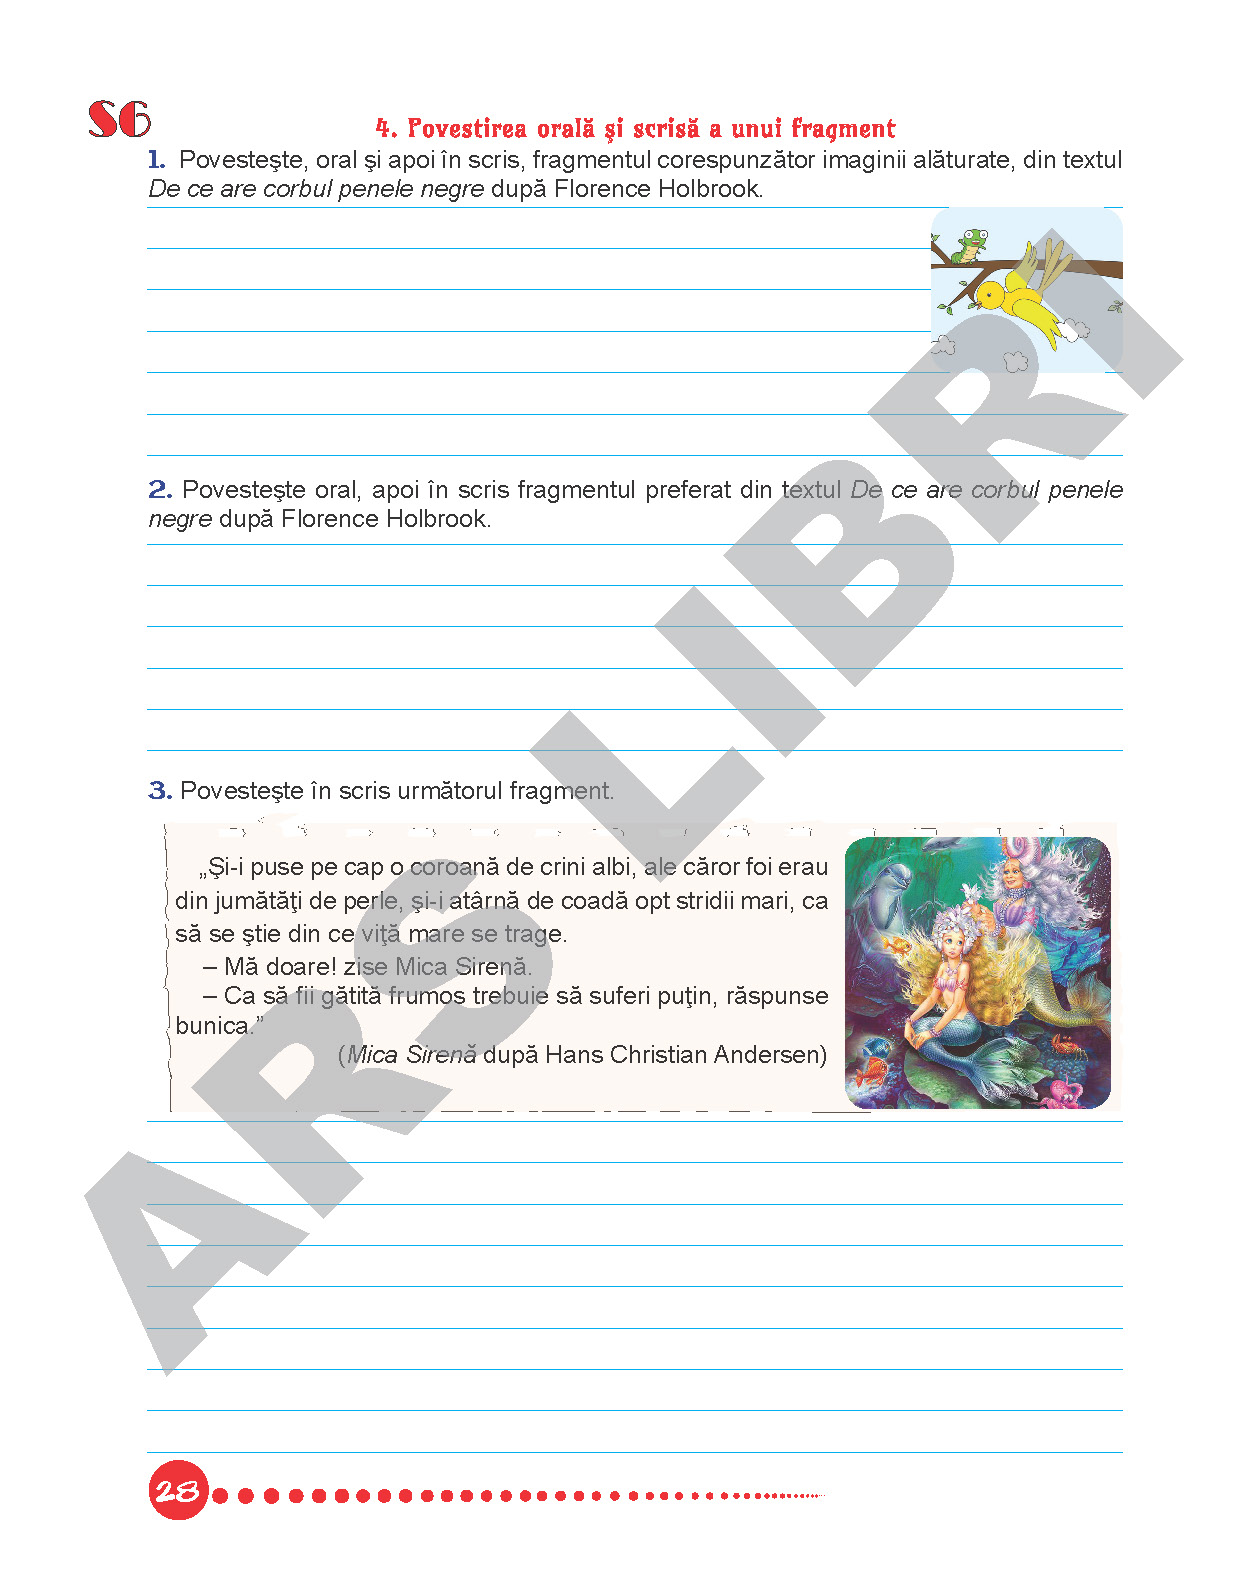 S6
4. Povestirea orală şi scrisă a unui fragment
1. Povesteşte, oral şi apoi în scris, fragmentul corespunzător imaginii alăturate, din textul
De ce are corbul penele negre după Florence Holbrook.
2. Povesteşte oral, apoi în scris fragmentul preferat din textul De ce are corbul penele
negre după Florence Holbrook.
3. Povesteşte în scris următorul fragment.
„Şi-i puse pe cap o coroană de crini albi, ale căror foi erau
din jumătăţi de perle, şi-i atârnă de coadă opt stridii mari, ca
să se ştie din ce viţă mare se trage.
– Mă doare! zise Mica Sirenă.
– Ca să fii gătită frumos trebuie să suferi puţin, răspunse
bunica.”
(Mica Sirenă după Hans Christian Andersen)
ARS LIBRI
28